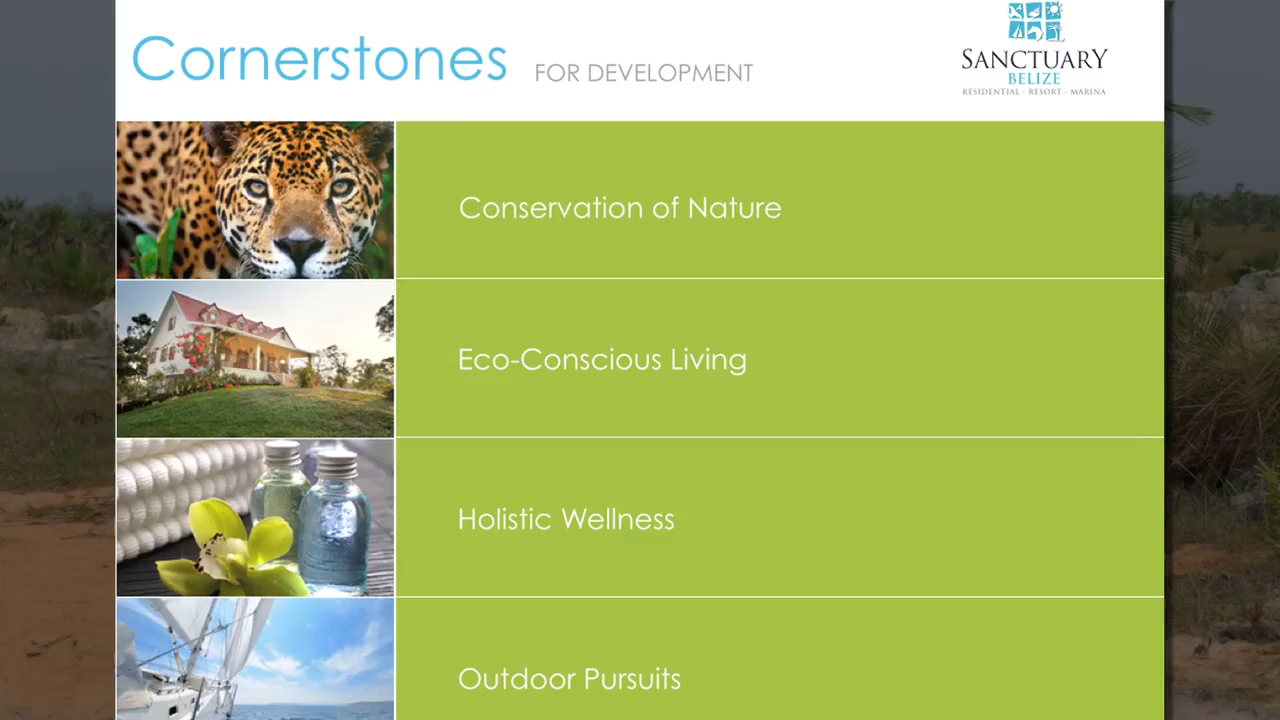 Cornerstones FOR DEVELOPMENT
SANCTUARY
BELIZE
RESIDENTIAL - RESORT - MARINA
Conservation of Nature
Eco-Conscious Living
Holistic Wellness
Outdoor Pursuits